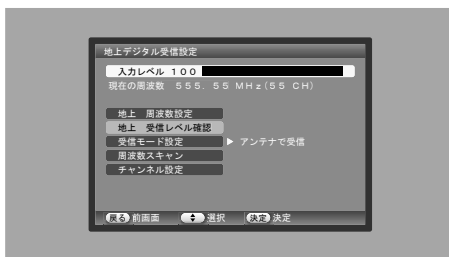 地上デジタル受信設定
入力レベル 100
現在の周波数 555. 55 MHz(55 CH)
地上 周波数設定
地上 受信レベル確認
受信モード設定 ▶ アンテナで受信
周波数スキャン
チャンネル設定
戻る 前画面 選択 決定 決定